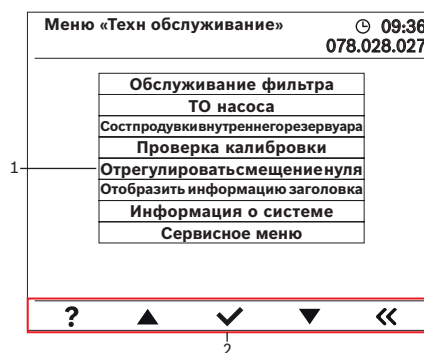 Меню «Техн обслуживание» 09:36
078.028.027
Обслуживание фильтра
ТО насоса
Состпродувкивнутреннегорезервуара
Проверка калибровки
1
Отрегулироватьсмещениенуля
Отобразить информацию заголовка
Информация о системе
Сервисное меню
?
2